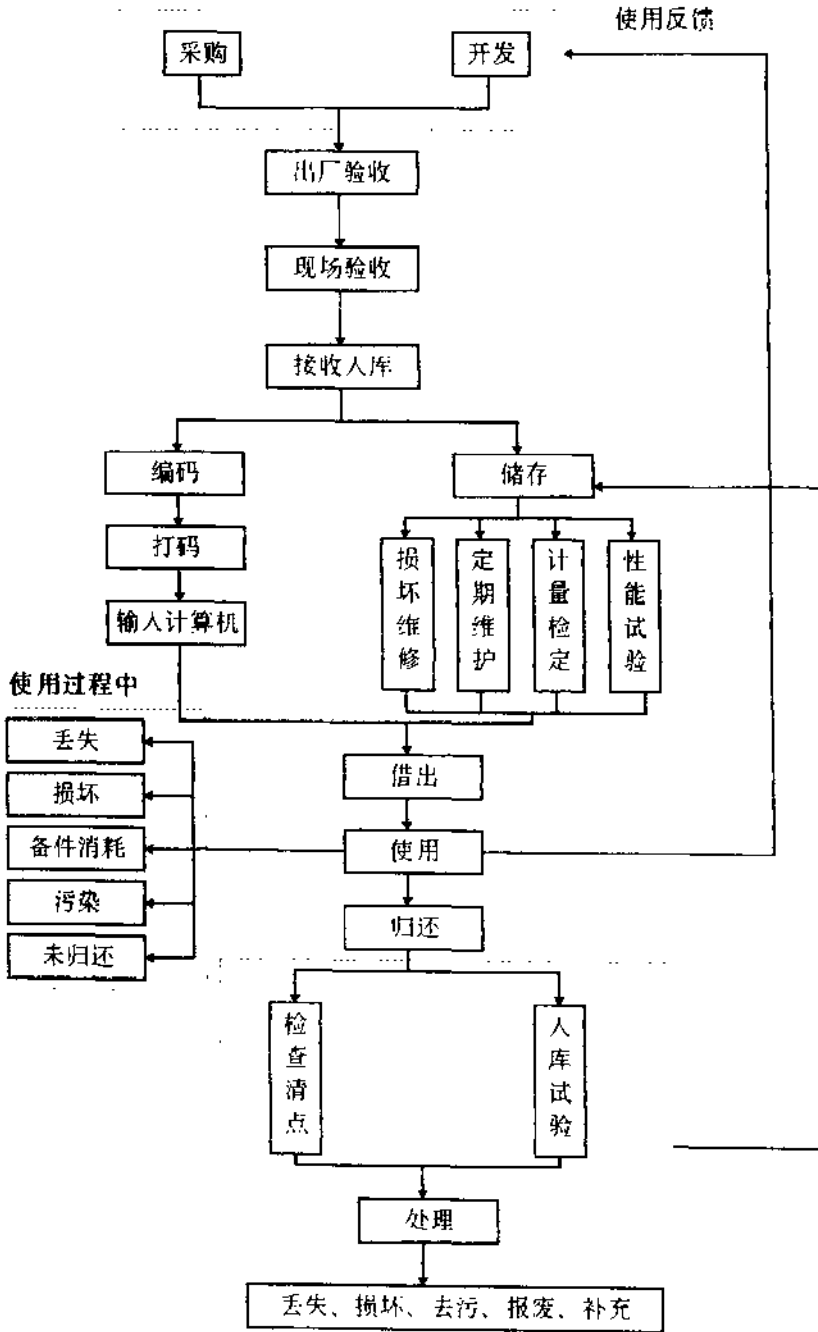 使用反馈
采购
开发
出厂验收
现场验收
接收入库
编码
储存
打码
输入计算机
损坏维修
定期维护
计量检定
性能试验
使用过程中
丢失
损坏
备件消耗
污染
未归还
借出
使用
归还
检查清点
入库试验
处理
丢失、损坏、去污、报废、补充